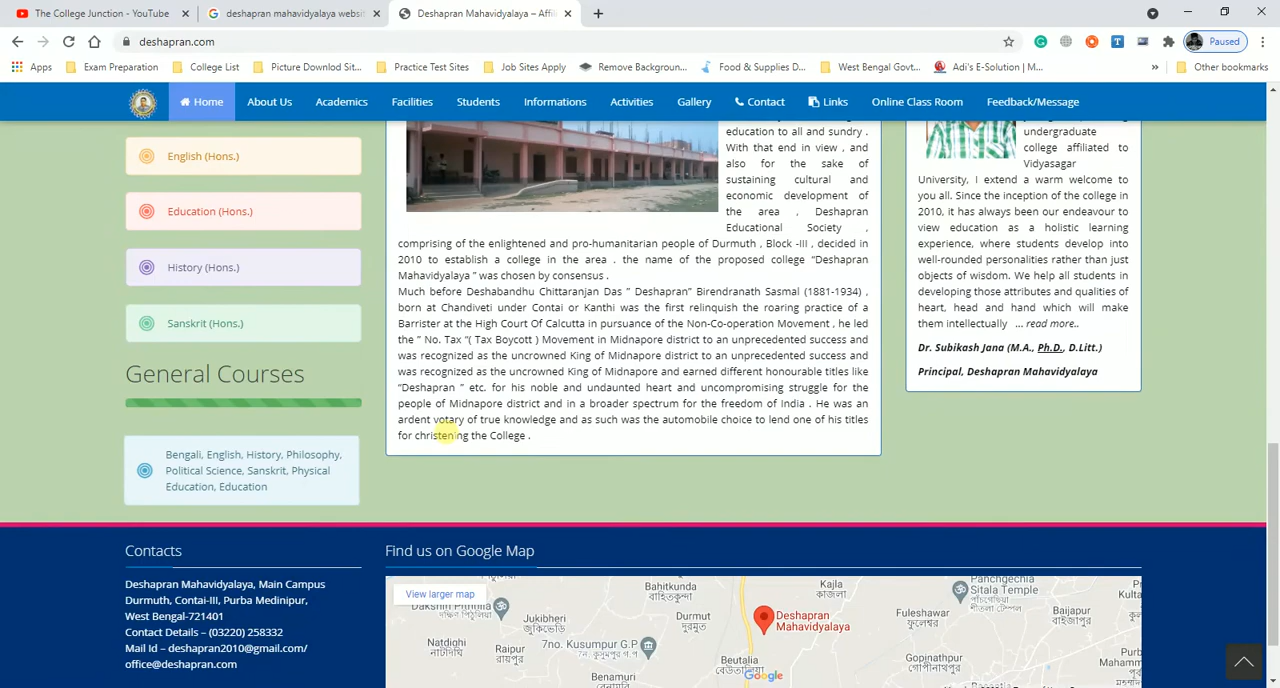 The College Junction - YouTube
deshapran mahavidyalaya websit
Deshapran Mahavidyalaya – Affili
deshapran.com
Paused
Apps
Exam Preparation
College List
Picture Downlod Sit...
Practice Test Sites
Job Sites Apply
Remove Backgroun...
Food & Supplies D...
West Bengal Govt...
Adi's E-Solution | M...
»
Other bookmarks
Home
About Us
Academics
Facilities
Students
Informations
Activities
Gallery
Contact
Links
Online Class Room
Feedback/Message
English (Hons.)
Education (Hons.)
History (Hons.)
Sanskrit (Hons.)
General Courses
Bengali, English, History, Philosophy,
Political Science, Sanskrit, Physical
Education, Education
education to all and sundry .
With that end in view , and
also for the sake of
sustaining cultural and
economic development of
the area , Deshapran
Educational Society ,
comprising of the enlightened and pro-humanitarian people of Durmuth , Block -III , decided in
2010 to establish a college in the area . the name of the proposed college “Deshapran
Mahavidyalaya ” was chosen by consensus .
Much before Deshabandhu Chittaranjan Das ” Deshapran” Birendranath Sasmal (1881-1934) ,
born at Chandiveti under Contai or Kanthi was the first relinquish the roaring practice of a
Barrister at the High Court Of Calcutta in pursuance of the Non-Co-operation Movement , he led
the ” No. Tax “( Tax Boycott ) Movement in Midnapore district to an unprecedented success and
was recognized as the uncrowned King of Midnapore district to an unprecedented success and
was recognized as the uncrowned King of Midnapore and earned different honourable titles like
“Deshapran ” etc. for his noble and undaunted heart and uncompromising struggle for the
people of Midnapore district and in a broader spectrum for the freedom of India . He was an
ardent votary of true knowledge and as such was the automobile choice to lend one of his titles
for christening the College .
undergraduate
college affiliated to
Vidyasagar
University, I extend a warm welcome to
you all. Since the inception of the college in
2010, it has always been our endeavour to
view education as a holistic learning
experience, where students develop into
well-rounded personalities rather than just
objects of wisdom. We help all students in
developing those attributes and qualities of
heart, head and hand which will make
them intellectually ... read more..
Dr. Subikash Jana (M.A., Ph.D., D.Litt.)
Principal, Deshapran Mahavidyalaya
Contacts
Deshapran Mahavidyalaya, Main Campus
Durmuth, Contai-III, Purba Medinipur,
West Bengal-721401
Contact Details – (03220) 258332
Mail Id – deshapran2010@gmail.com/
office@deshapran.com
Find us on Google Map
View larger map
Dakshin Primnia
Jukibheri
জুকিভেড়ি
Natdighi
নাটদিঘি
Raipur
রায়পুর
7no. Kusumpur G.P
Benamuri
Bahitkunda
বাহিতকুন্ডা
Durmut
দুরমুট
Beutalia
বেউতালিয়া
Kajla
কাজলা
Deshapran
Mahavidyalaya
Google
Panchgechia
Sitala Temple
Fuleshwar
Gopinathpur
গোপীনাথপুর
Baijapur
Kulta
Mahamm